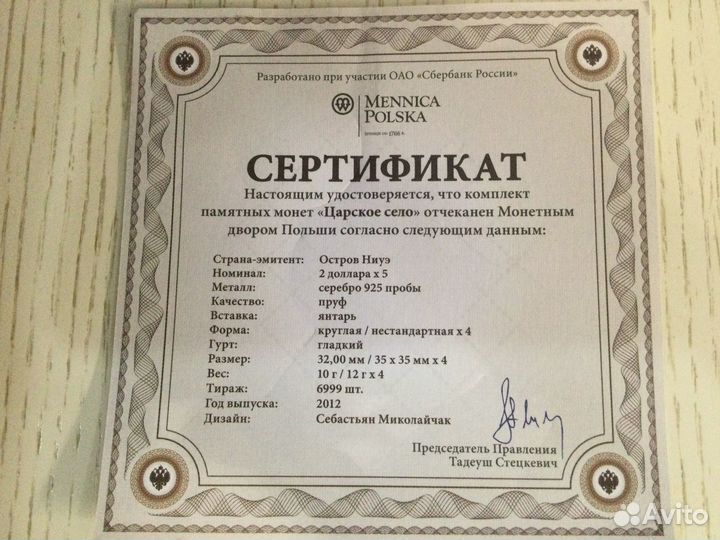 Разработано при участии ОАО «Сбербанк России»
MENNICA
POLSKA
1766
СЕРТИФИКАТ
Настоящим удостоверяется, что комплект
памятных монет «Царское село» отчеканен Монетным
двором Польши согласно следующим данным:
Страна-эмитент: Остров Ниуэ
Номинал: 2 доллара x 5
Металл: серебро 925 пробы
Качество: пруф
Вставка: янтарь
Форма: круглая / нестандартная x 4
Гурт: гладкий
Размер: 32,00 мм / 35 x 35 мм x 4
Вес: 10 г / 12 г x 4
Тираж: 6999 шт.
Год выпуска: 2012
Дизайн: Себастьян Миколайчак
Председатель Правления
Тадеуш Стецкевич
Avito